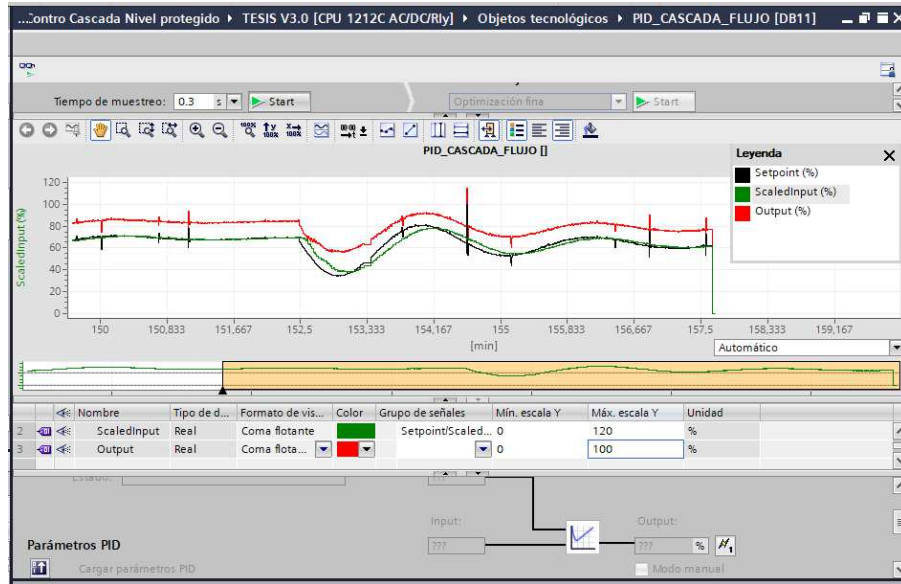 ...Contro Cascada Nivel protegido ▸ TESIS V3.0 [CPU 1212C AC/DC/Rly] ▸ Objetos tecnológicos ▸ PID_CASCADA_FLUJO [DB11]
Tiempo de muestreo: 0.3 s Start Optimización fina Start
PID_CASCADA_FLUJO []
Leyenda
Setpoint (%)
ScaledInput (%)
Output (%)
ScaledInput (%)
120
100
80
60
40
20
0
150 150,833 151,667 152,5 153,333 154,167 155 155,833 156,667 157,5 158,333 159,167
[min]
Automático
Nombre Tipo de d... Formato de vis... Color Grupo de señales Mín. escala Y Máx. escala Y Unidad
2 ScaledInput Real Coma flotante Setpoint/Scaled... 0 120 %
3 Output Real Coma flota... 0 100 %
Estado: ???
Input: Output:
??? ??? %
Parámetros PID
Cargar parámetros PID Modo manual